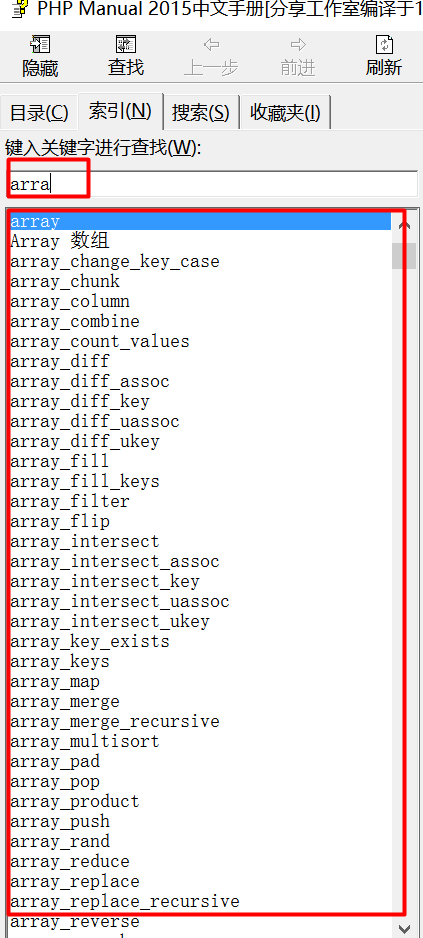 PHP Manual 2015中文手册[分享工作室编译于1
隐藏 查找 上一步 前进 刷新
目录(C) 索引(N) 搜索(S) 收藏夹(I)
键入关键字进行查找(W):
arra
array
Array 数组
array_change_key_case
array_chunk
array_column
array_combine
array_count_values
array_diff
array_diff_assoc
array_diff_key
array_diff_uassoc
array_diff_ukey
array_fill
array_fill_keys
array_filter
array_flip
array_intersect
array_intersect_assoc
array_intersect_key
array_intersect_uassoc
array_intersect_ukey
array_key_exists
array_keys
array_map
array_merge
array_merge_recursive
array_multisort
array_pad
array_pop
array_product
array_push
array_rand
array_reduce
array_replace
array_replace_recursive
array_reverse